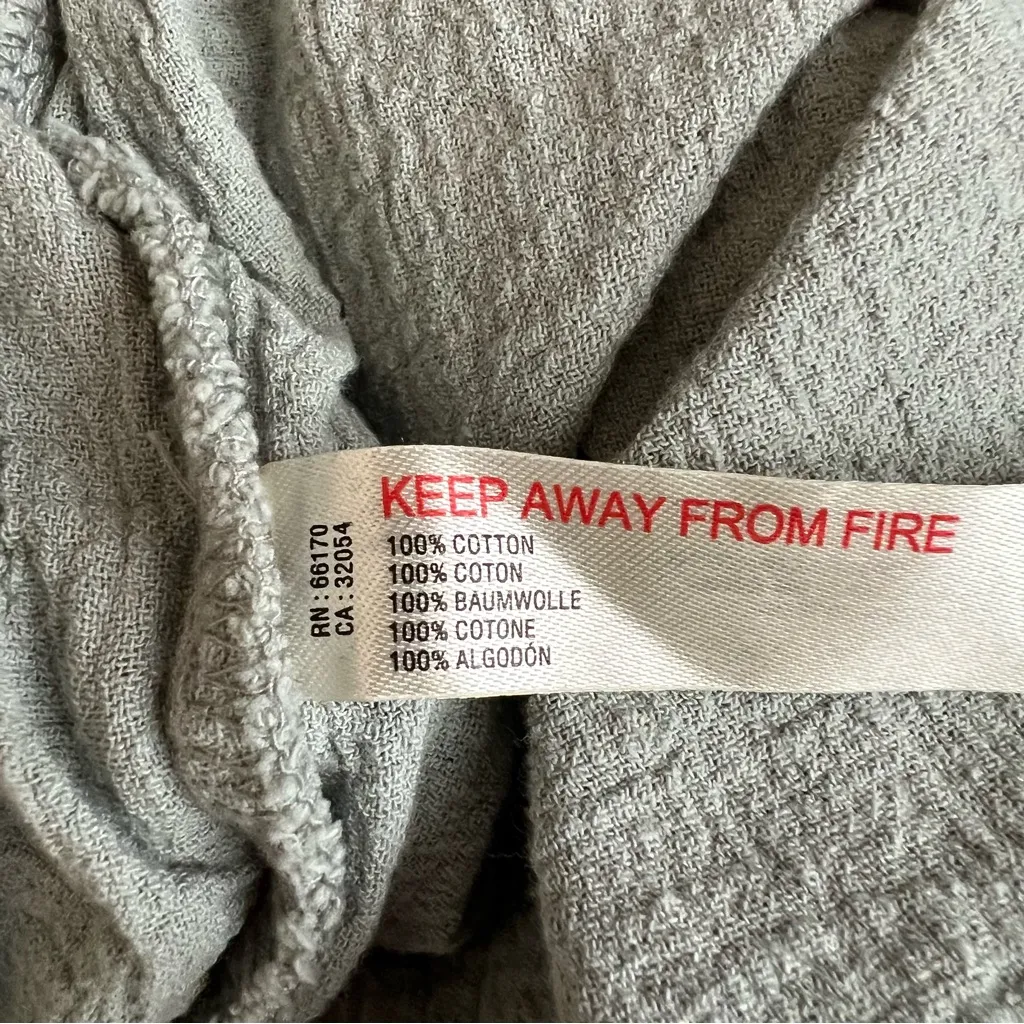 KEEP AWAY FROM FIRE
100% COTTON
100% COTON
100% BAUMWOLLE
100% COTONE
100% ALGODÓN
RN : 66170
CA : 32054